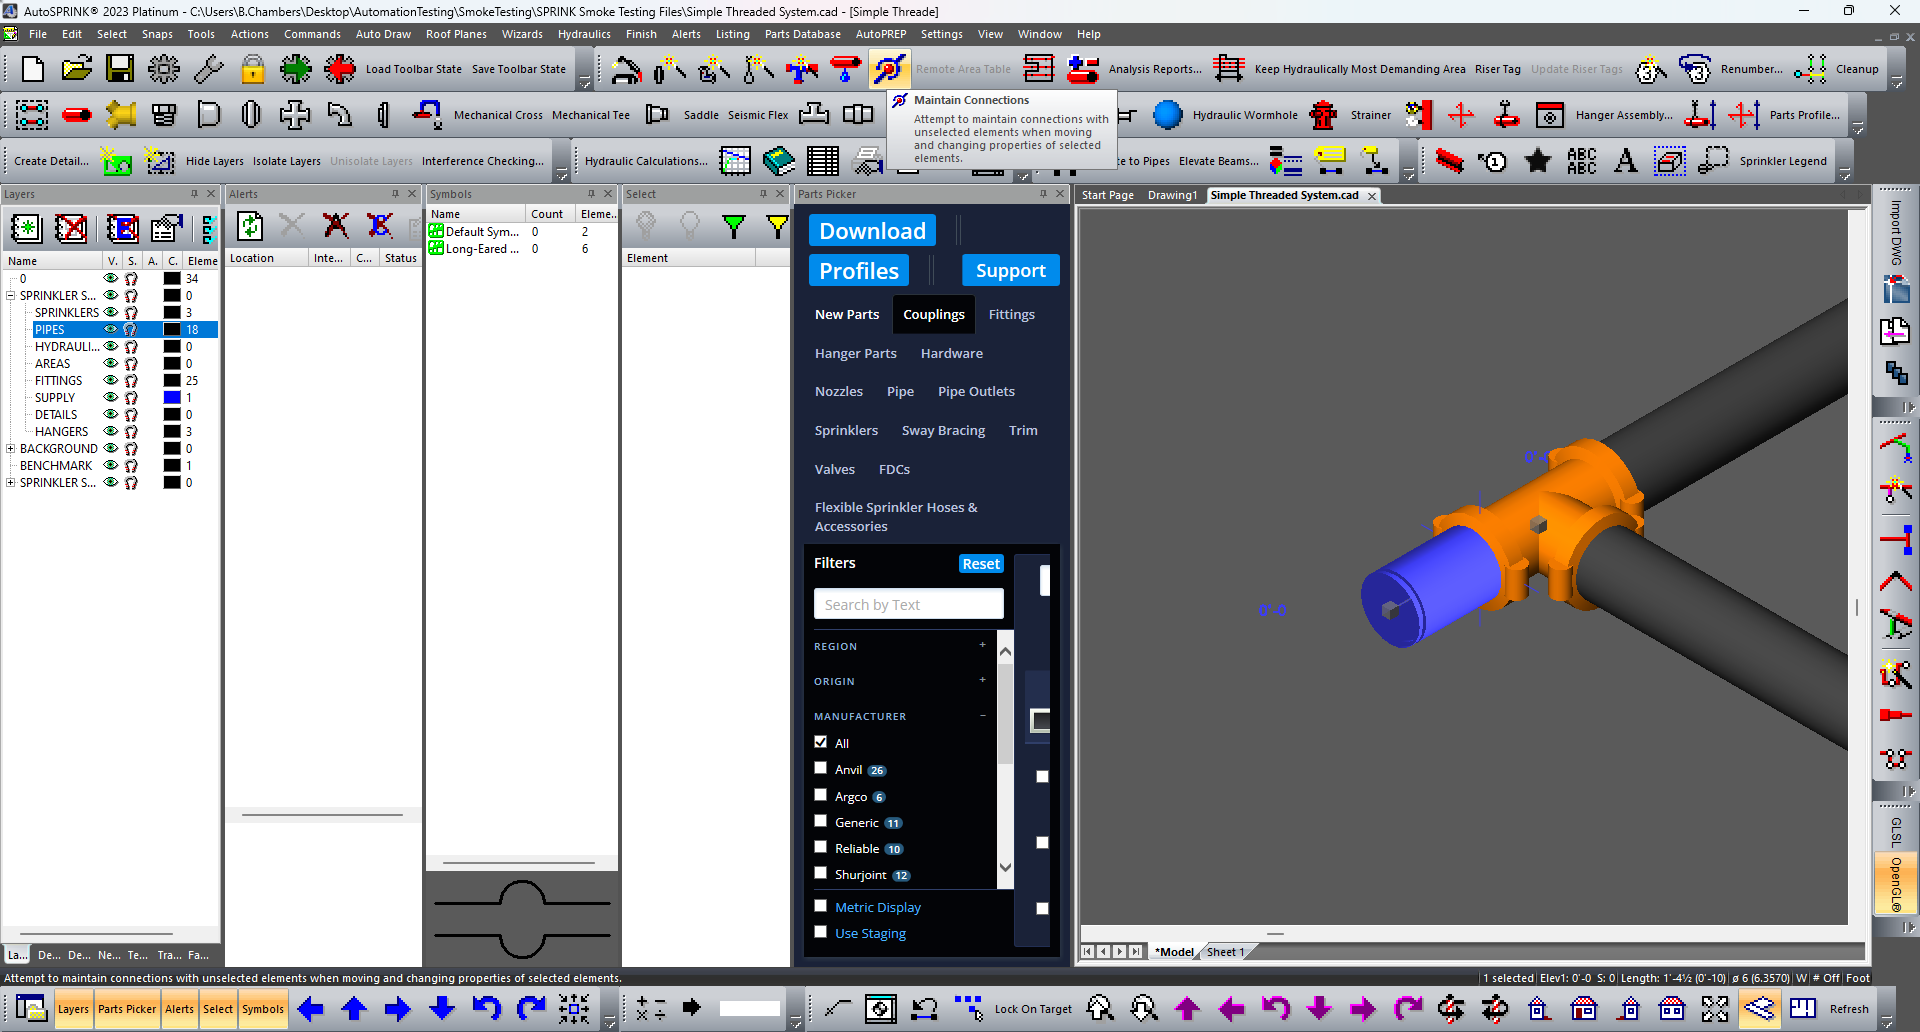 AutoSPRINK® 2023 Platinum - C:\Users\B.Chambers\Desktop\AutomationTesting\SmokeTesting\SPRINK Smoke Testing Files\Simple Threaded System.cad - [Simple Threade]
File Edit Select Snaps Tools Actions Commands Auto Draw Roof Planes Wizards Hydraulics Finish Alerts Listing Parts Database AutoPREP Settings View Window Help
Load Toolbar State Save Toolbar State Remote Area Table Analysis Reports... Keep Hydraulically Most Demanding Area Riser Tag Update Riser Tags Renumber... Cleanup
Mechanical Cross Mechanical Tee Saddle Seismic Flex Hydraulic Wormhole Strainer Hanger Assembly... Parts Profile...
Maintain Connections
Attempt to maintain connections with
unselected elements when moving
and changing properties of selected
elements.
Create Detail... Hide Layers Isolate Layers Unisolate Layers Interference Checking... Hydraulic Calculations... te to Pipes Elevate Beams... ABC ABC A Sprinkler Legend
Layers
Name V. S. A. C. Eleme
0 34
SPRINKLER S... 0
SPRINKLERS 3
PIPES 18
HYDRAULI... 0
AREAS 0
FITTINGS 25
SUPPLY 1
DETAILS 0
HANGERS 3
BACKGROUND 0
BENCHMARK 1
SPRINKLER S... 0
La... De... De... Ne... Te... Tra... Fa...
Alerts
Location Inte... C... Status
Symbols
Name Count Eleme...
Default Sym... 0 2
Long-Eared ... 0 6
Select
Element
Parts Picker
Download
Profiles Support
New Parts Couplings Fittings
Hanger Parts Hardware
Nozzles Pipe Pipe Outlets
Sprinklers Sway Bracing Trim
Valves FDCs
Flexible Sprinkler Hoses &
Accessories
Filters Reset
Search by Text
REGION +
ORIGIN +
MANUFACTURER −
All
Anvil 26
Argco 6
Generic 11
Reliable 10
Shurjoint 12
Metric Display
Use Staging
Start Page Drawing1 Simple Threaded System.cad
0'-0
*Model Sheet 1
Import DWG
GLSL
OpenGL®
Attempt to maintain connections with unselected elements when moving and changing properties of selected elements.
1 selected Elev1: 0'-0 S: 0 Length: 1'-4½ (0'-10) ø 6 (6.3570) W # Off Foot
Layers Parts Picker Alerts Select Symbols Lock On Target Refresh